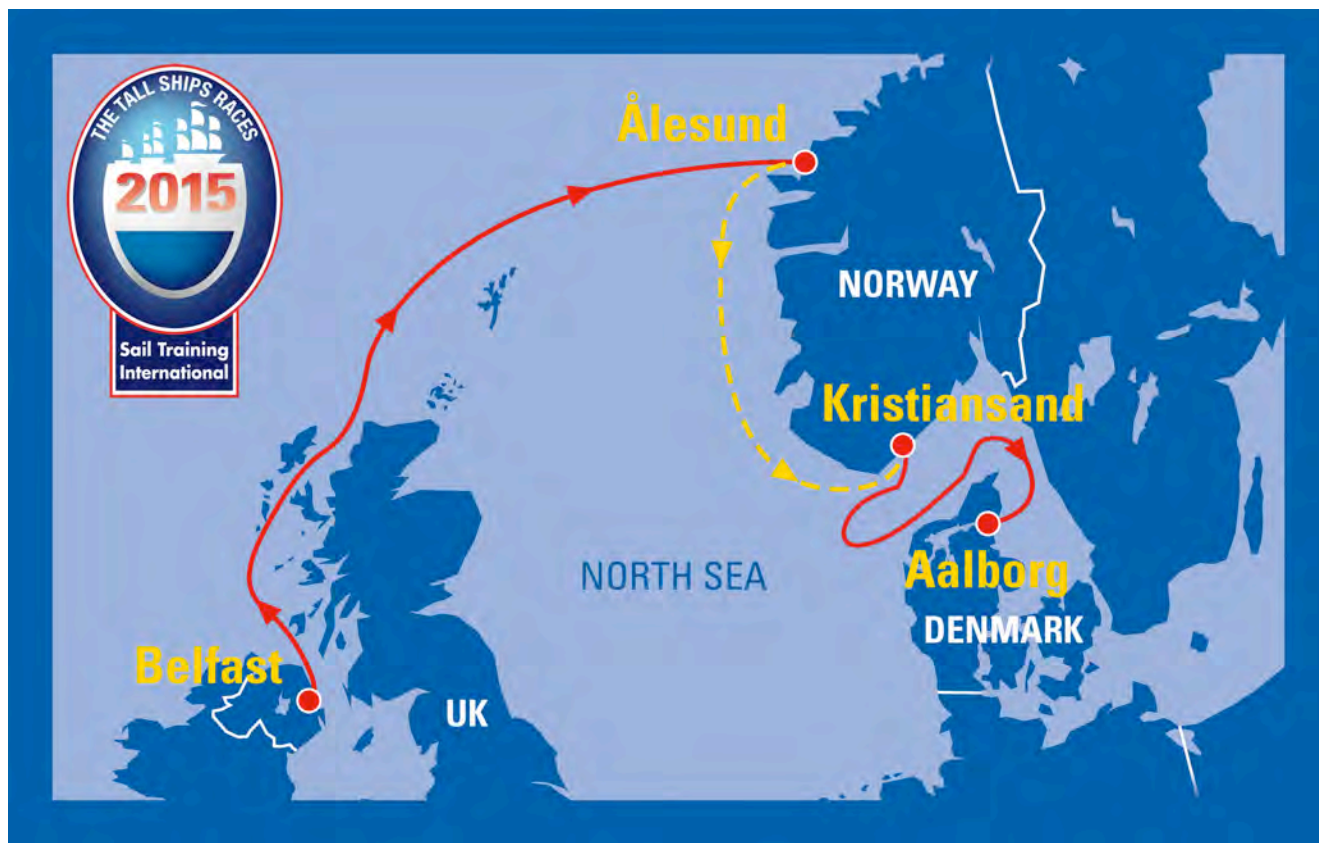 THE TALL SHIPS RACES
2015
Sail Training
International
Ålesund
NORWAY
Kristiansand
NORTH SEA
Aalborg
DENMARK
Belfast
UK